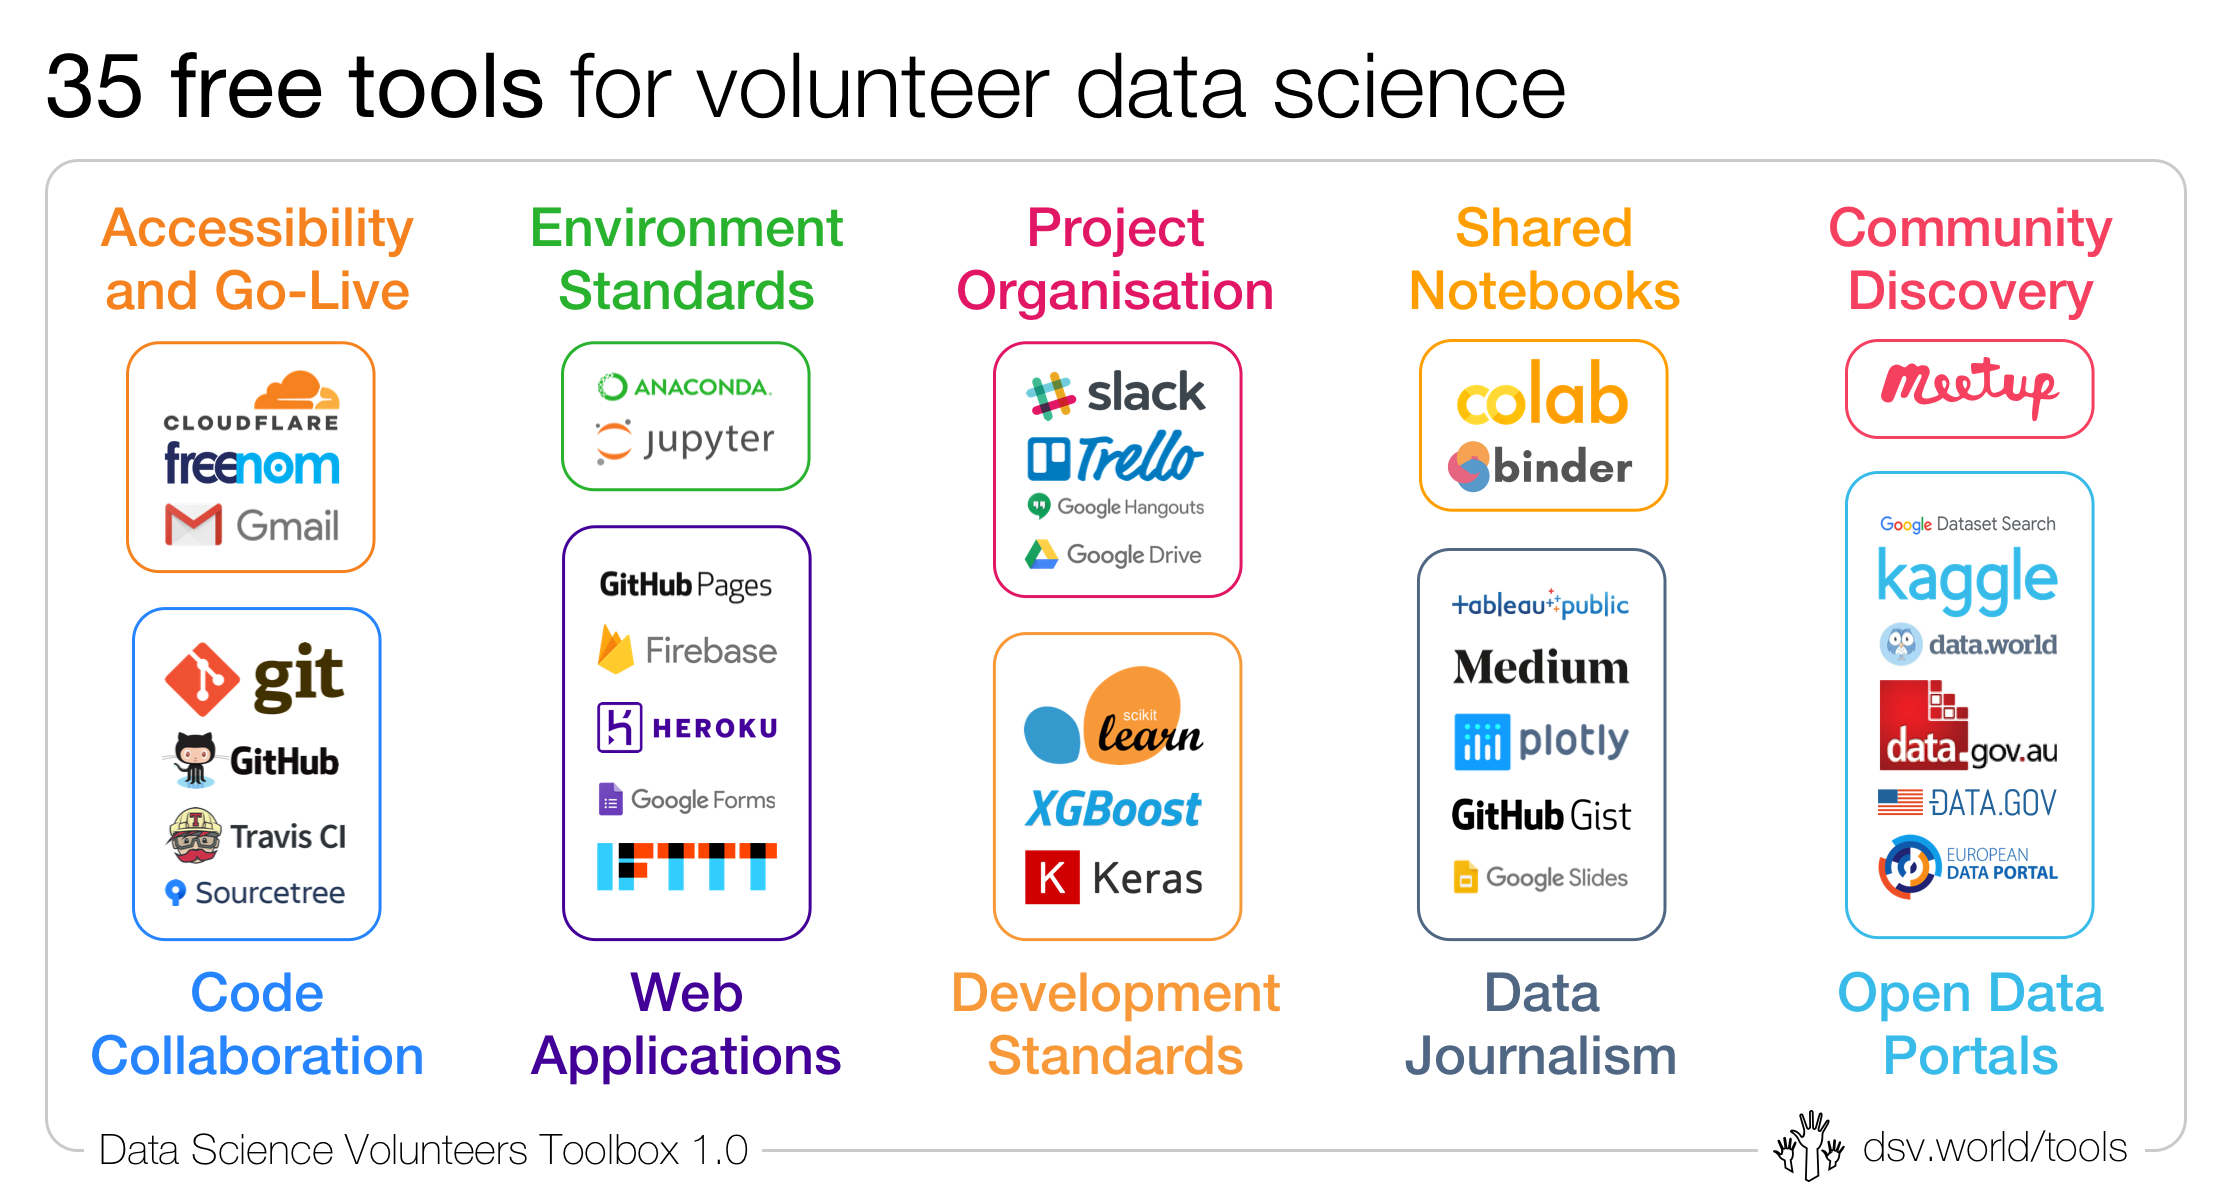 35 free tools for volunteer data science
Accessibility
and Go-Live
CLOUDFLARE
freenom
Gmail
git
GitHub
Travis CI
Sourcetree
Code
Collaboration
Environment
Standards
ANACONDA.
jupyter
GitHub Pages
Firebase
HEROKU
Google Forms
IFTTT
Web
Applications
Project
Organisation
slack
Trello
Google Hangouts
Google Drive
scikit
learn
XGBoost
K Keras
Development
Standards
Shared
Notebooks
colab
binder
+ableau public
Medium
plotly
GitHub Gist
Google Slides
Data
Journalism
Community
Discovery
meetup
Google Dataset Search
kaggle
data.world
data.gov.au
DATA.GOV
EUROPEAN
DATA PORTAL
Open Data
Portals
Data Science Volunteers Toolbox 1.0
dsv.world/tools